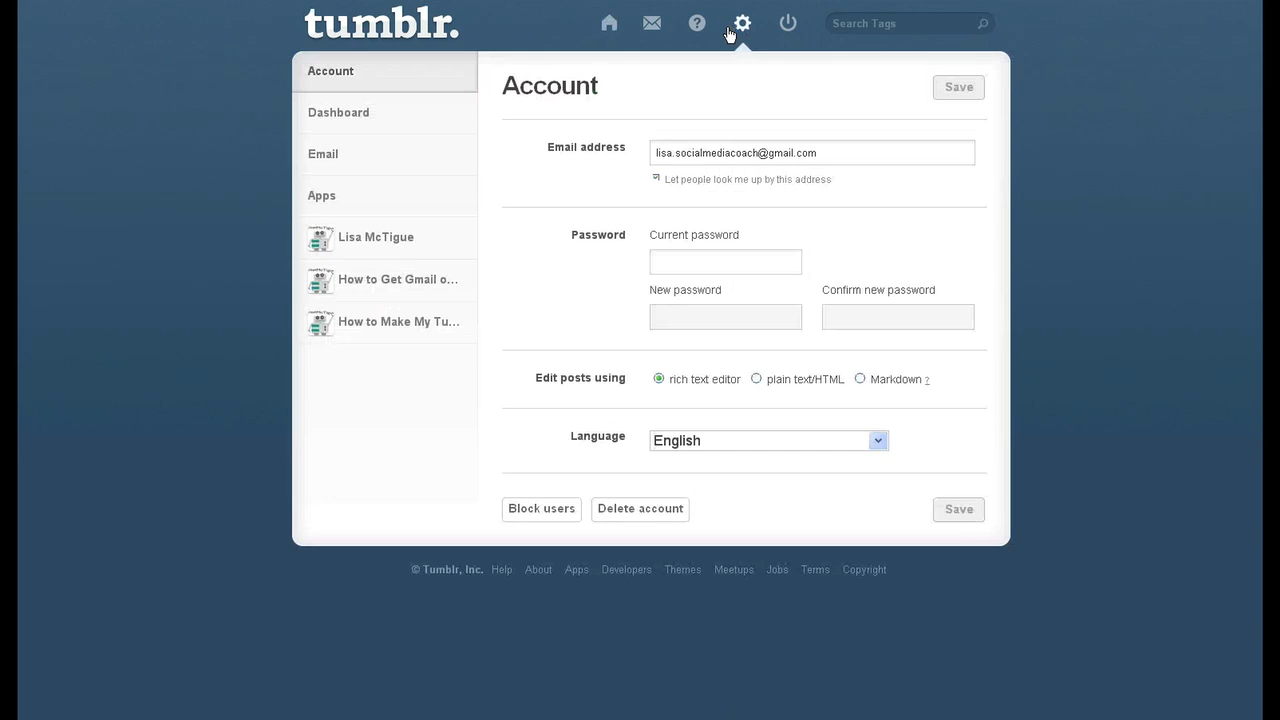 tumblr.
Search Tags
Account
Dashboard
Email
Apps
Lisa McTigue
How to Get Gmail o...
How to Make My Tu...
Account
Save
Email address
lisa.socialmediacoach@gmail.com
Let people look me up by this address
Password
Current password
New password
Confirm new password
Edit posts using
rich text editor
plain text/HTML
Markdown ?
Language
English
Block users
Delete account
Save
© Tumblr, Inc. Help About Apps Developers Themes Meetups Jobs Terms Copyright